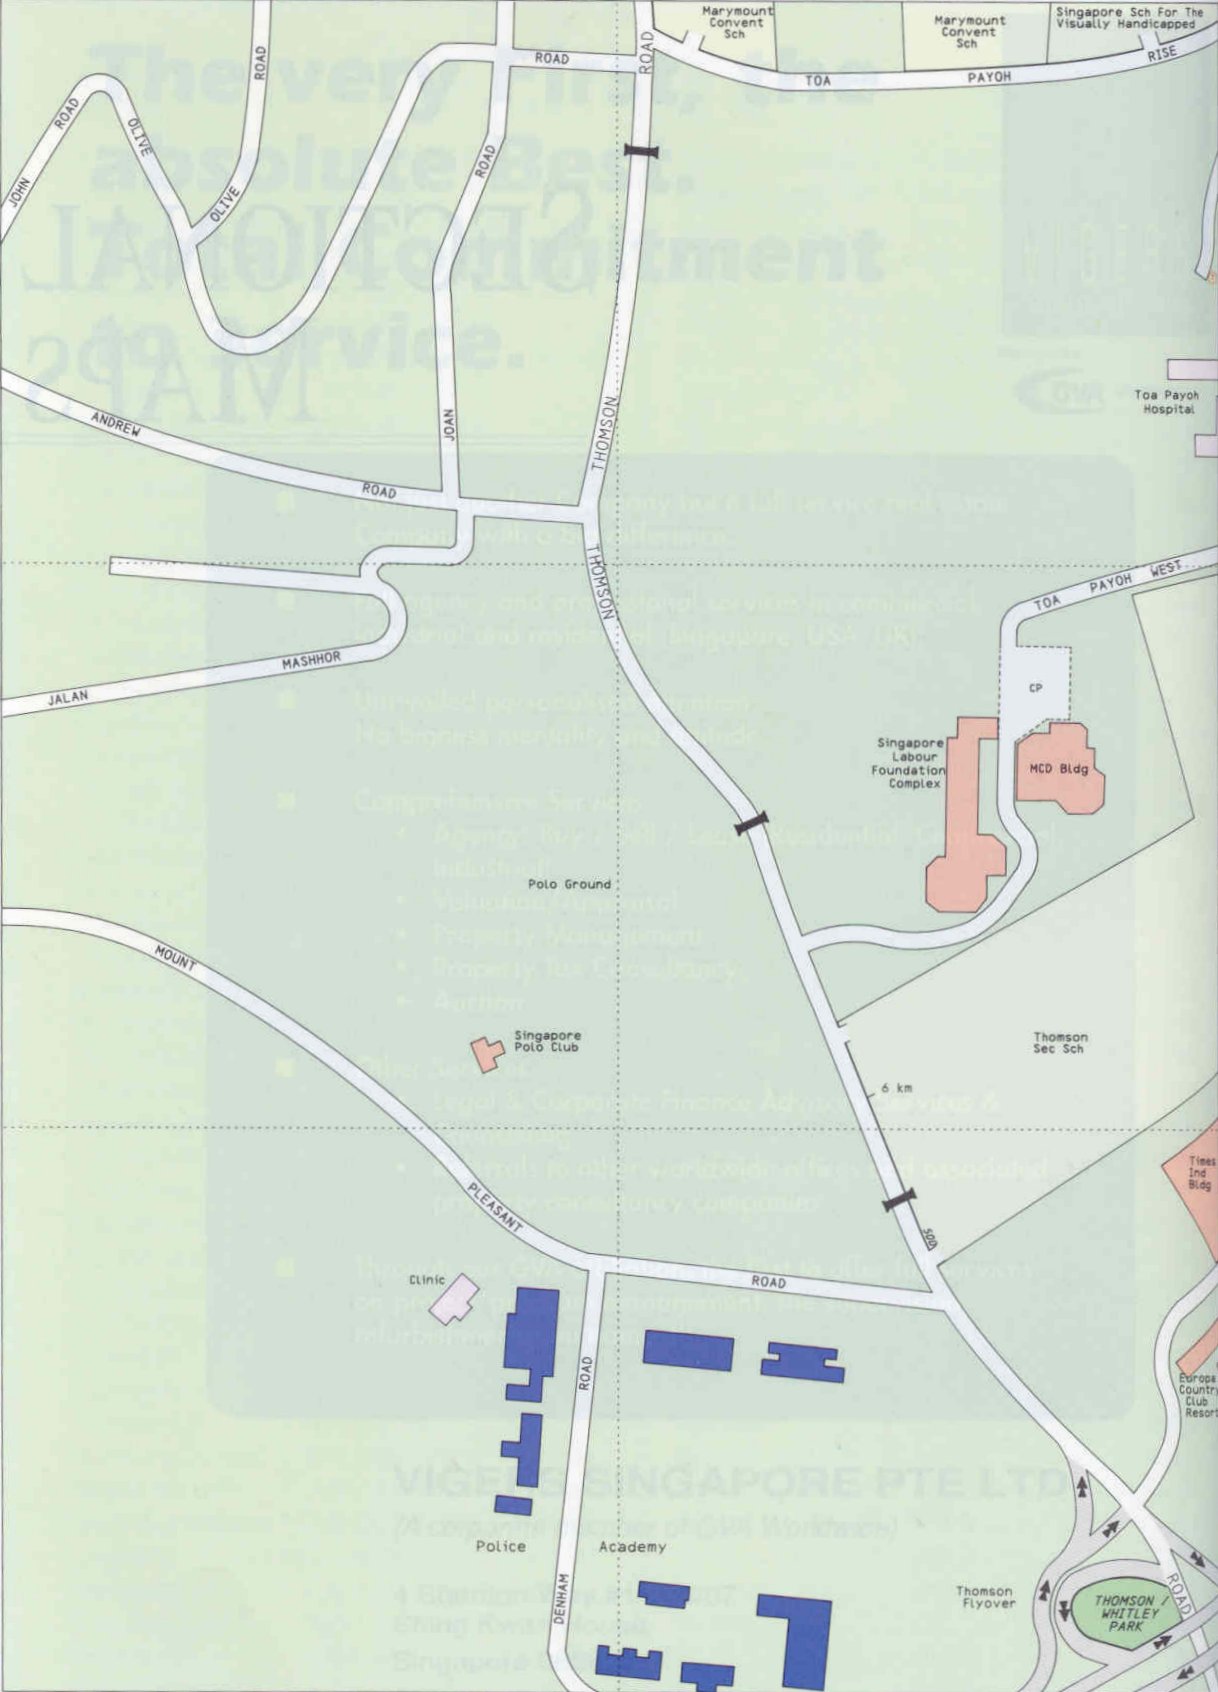 Marymount
Convent
Sch
Marymount
Convent
Sch
Singapore Sch For The
Visually Handicapped
ROAD
ROAD
ROAD
TOA PAYOH RISE
JOHN ROAD
OLIVE
OLIVE
ROAD
JOAN
THOMSON
ANDREW ROAD
Toa Payoh
Hospital
THOMSON
TOA PAYOH WEST
JALAN MASHHOR
CP
Singapore
Labour
Foundation
Complex
MCD Bldg
Polo Ground
MOUNT
Singapore
Polo Club
Thomson
Sec Sch
6 km
Times
Ind
Bldg
PLEASANT
500
ROAD
Clinic
ROAD
Europa
Country
Club
Resort
Police Academy
DENHAM
Thomson
Flyover
THOMSON /
WHITLEY
PARK
ROAD
The very First, the
absolute Best.
Total Commitment
to service.
SECTIONAL
MAPS
VIGERS SINGAPORE PTE LTD